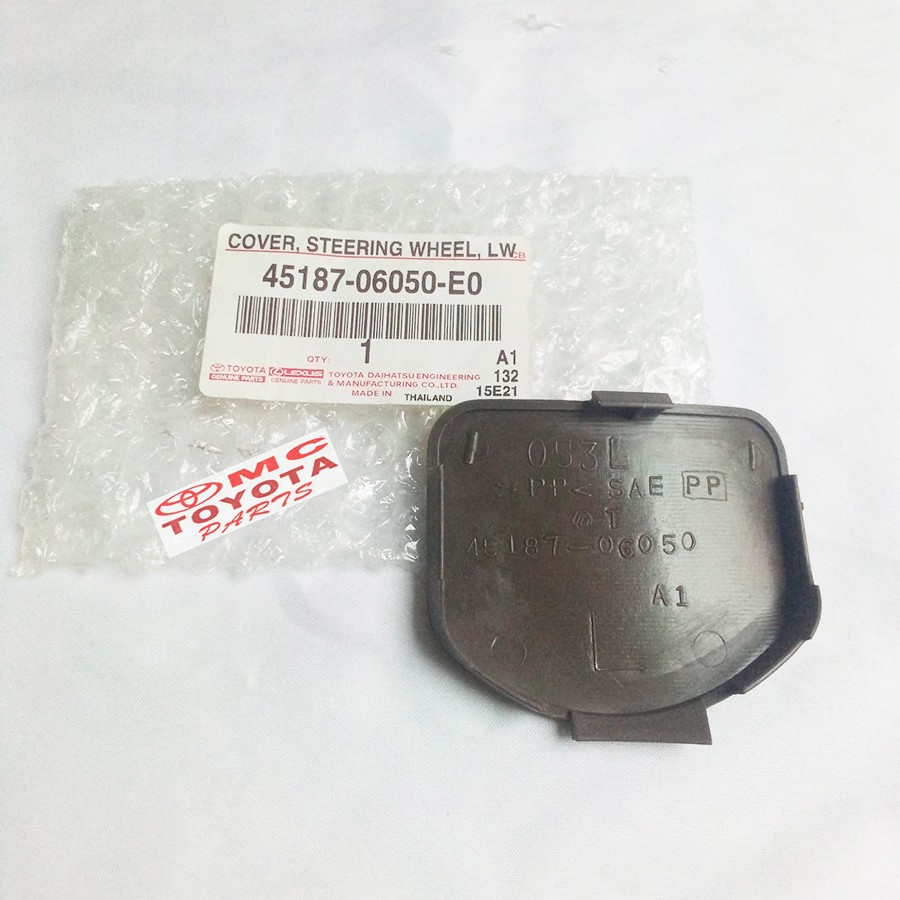 COVER, STEERING WHEEL, LW
CB
45187-06050-E0
QTY: 1 A1
TOYOTA LEXUS TOYOTA DAIHATSU ENGINEERING 132
GENUINE PARTS GENUINE PARTS & MANUFACTURING CO.,LTD.
MADE IN THAILAND 15E21
MC
TOYOTA
PARTS
053L
>PP< SAE PP
T
45187-06050
A1
L